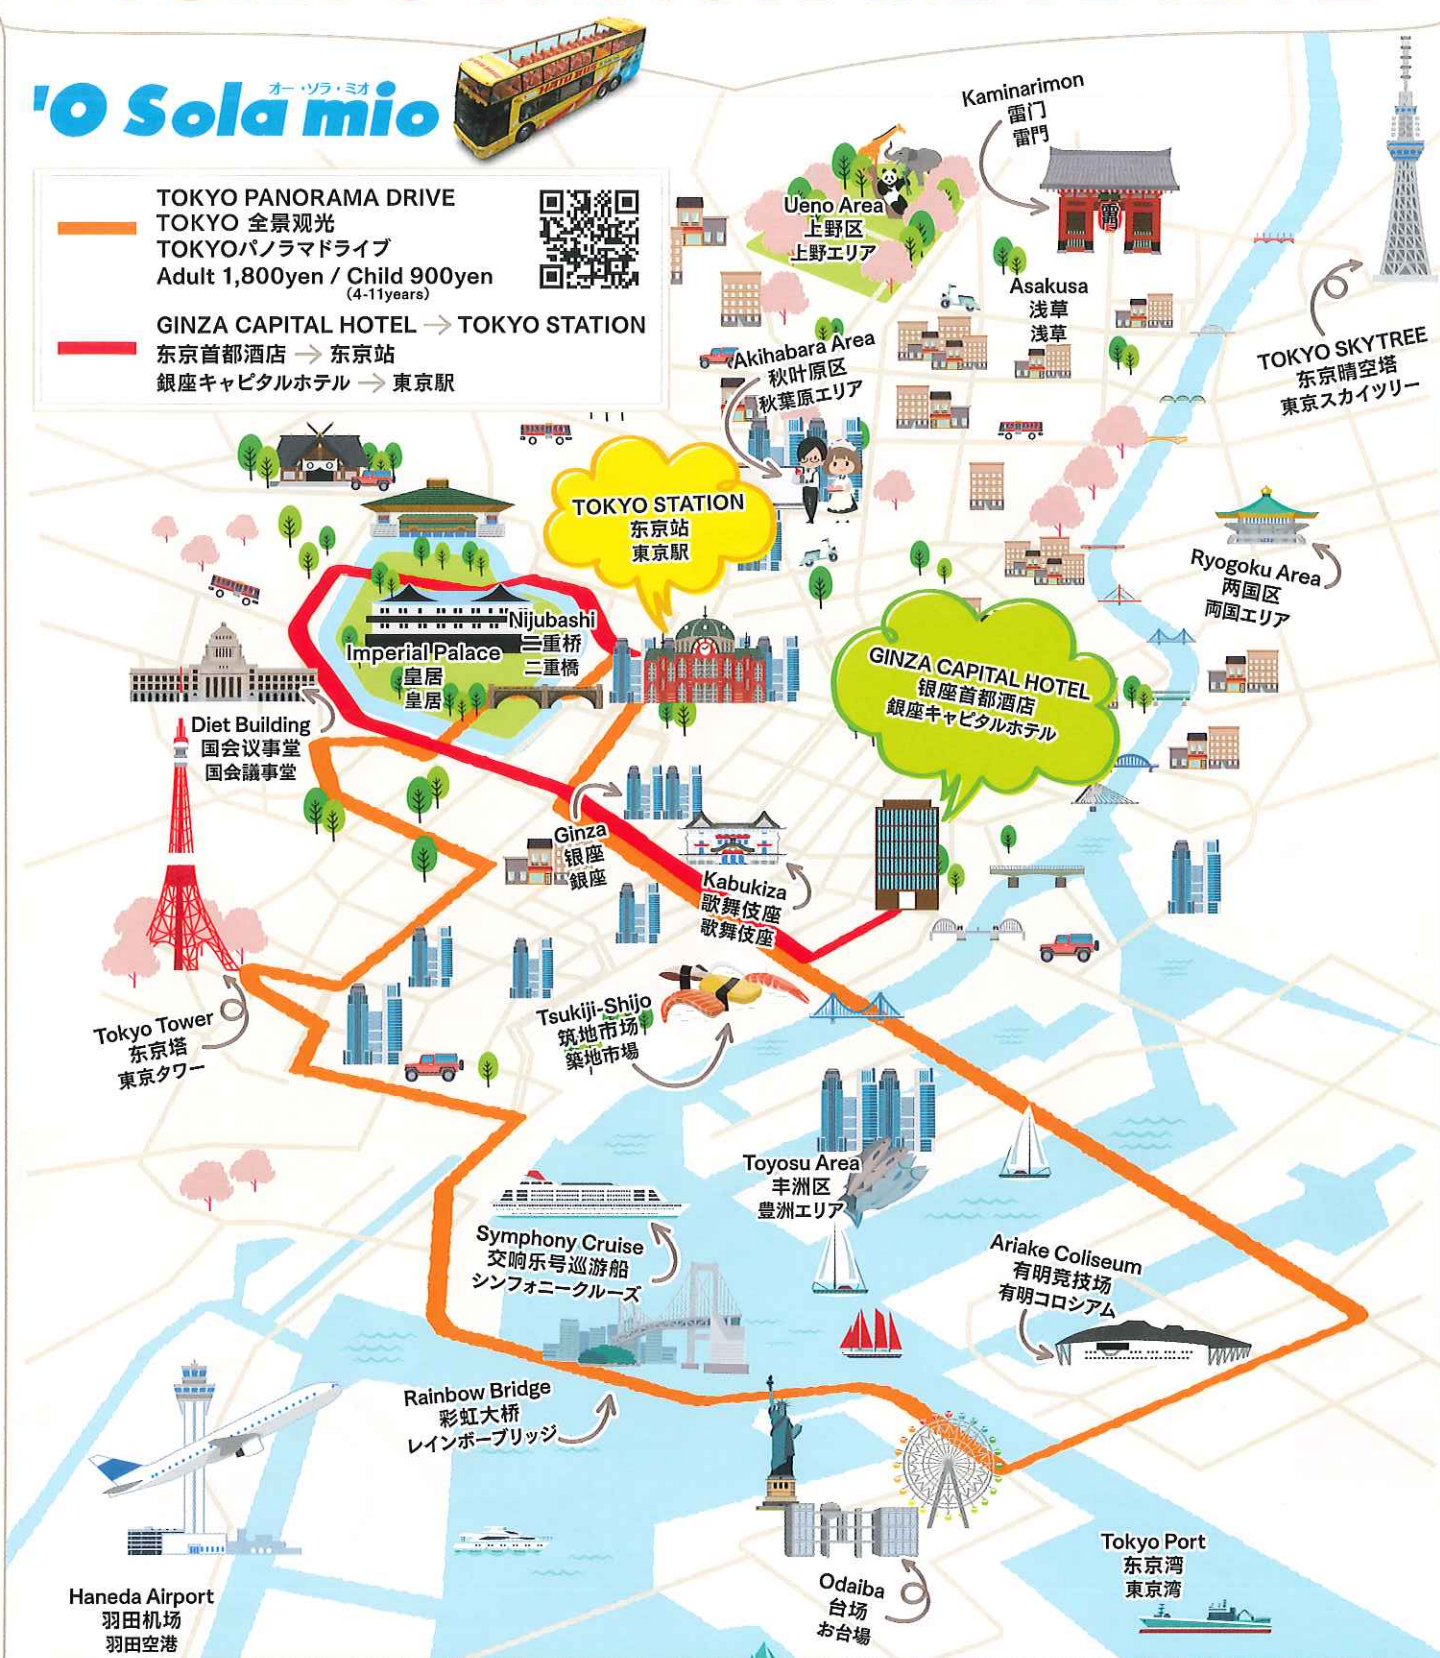 'O Sola mio
オー・ソラ・ミオ
TOKYO PANORAMA DRIVE
TOKYO 全景观光
TOKYOパノラマドライブ
Adult 1,800yen / Child 900yen
(4-11years)
GINZA CAPITAL HOTEL → TOKYO STATION
东京首都酒店 → 东京站
銀座キャピタルホテル → 東京駅
Kaminarimon
雷门
雷門
Ueno Area
上野区
上野エリア
Asakusa
浅草
浅草
TOKYO SKYTREE
东京晴空塔
東京スカイツリー
Akihabara Area
秋叶原区
秋葉原エリア
TOKYO STATION
东京站
東京駅
Ryogoku Area
两国区
両国エリア
Nijubashi
二重桥
二重橋
Imperial Palace
皇居
皇居
GINZA CAPITAL HOTEL
银座首都酒店
銀座キャピタルホテル
Diet Building
国会议事堂
国会議事堂
Ginza
银座
銀座
Kabukiza
歌舞伎座
歌舞伎座
Tokyo Tower
东京塔
東京タワー
Tsukiji-Shijo
筑地市场
築地市場
Toyosu Area
丰洲区
豊洲エリア
Symphony Cruise
交响乐号巡游船
シンフォニークルーズ
Ariake Coliseum
有明竞技场
有明コロシアム
Rainbow Bridge
彩虹大桥
レインボーブリッジ
Haneda Airport
羽田机场
羽田空港
Odaiba
台场
お台場
Tokyo Port
东京湾
東京湾